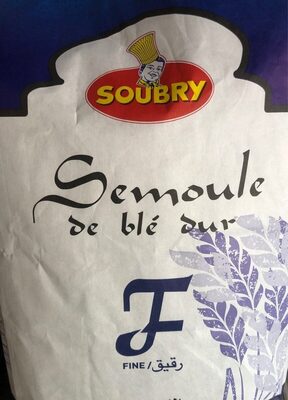 SOUBRY
Semoule
de blé dur
F
FINE/رقيق